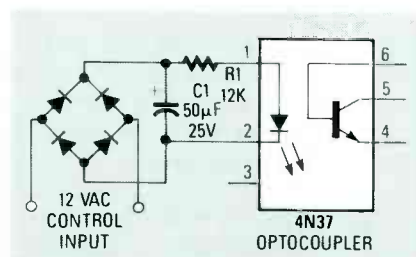 1
6
R1
12K
+
C1
50µF
25V
5
2
4
3
12 VAC
CONTROL
INPUT
4N37
OPTOCOUPLER